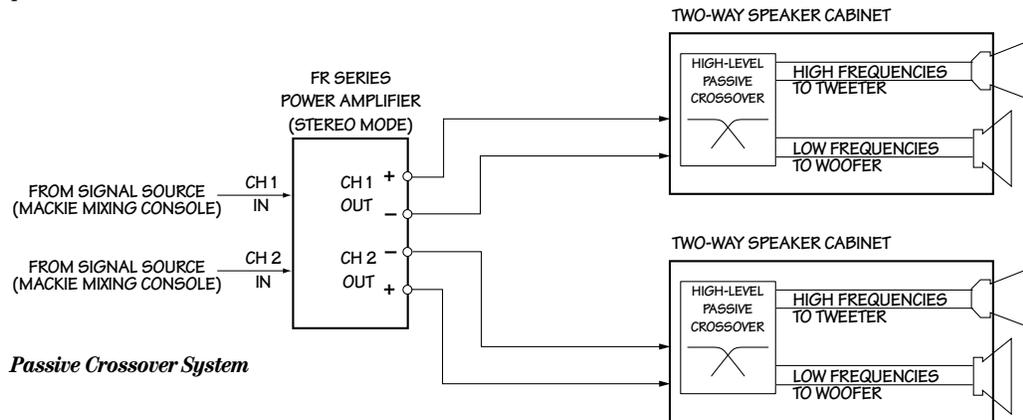 TWO-WAY SPEAKER CABINET
HIGH-LEVEL
PASSIVE
CROSSOVER
HIGH FREQUENCIES
TO TWEETER
LOW FREQUENCIES
TO WOOFER
FR SERIES
POWER AMPLIFIER
(STEREO MODE)
FROM SIGNAL SOURCE
(MACKIE MIXING CONSOLE)
CH 1
IN
CH 1
OUT
+
–
FROM SIGNAL SOURCE
(MACKIE MIXING CONSOLE)
CH 2
IN
CH 2
OUT
–
+
TWO-WAY SPEAKER CABINET
HIGH-LEVEL
PASSIVE
CROSSOVER
HIGH FREQUENCIES
TO TWEETER
LOW FREQUENCIES
TO WOOFER
Passive Crossover System